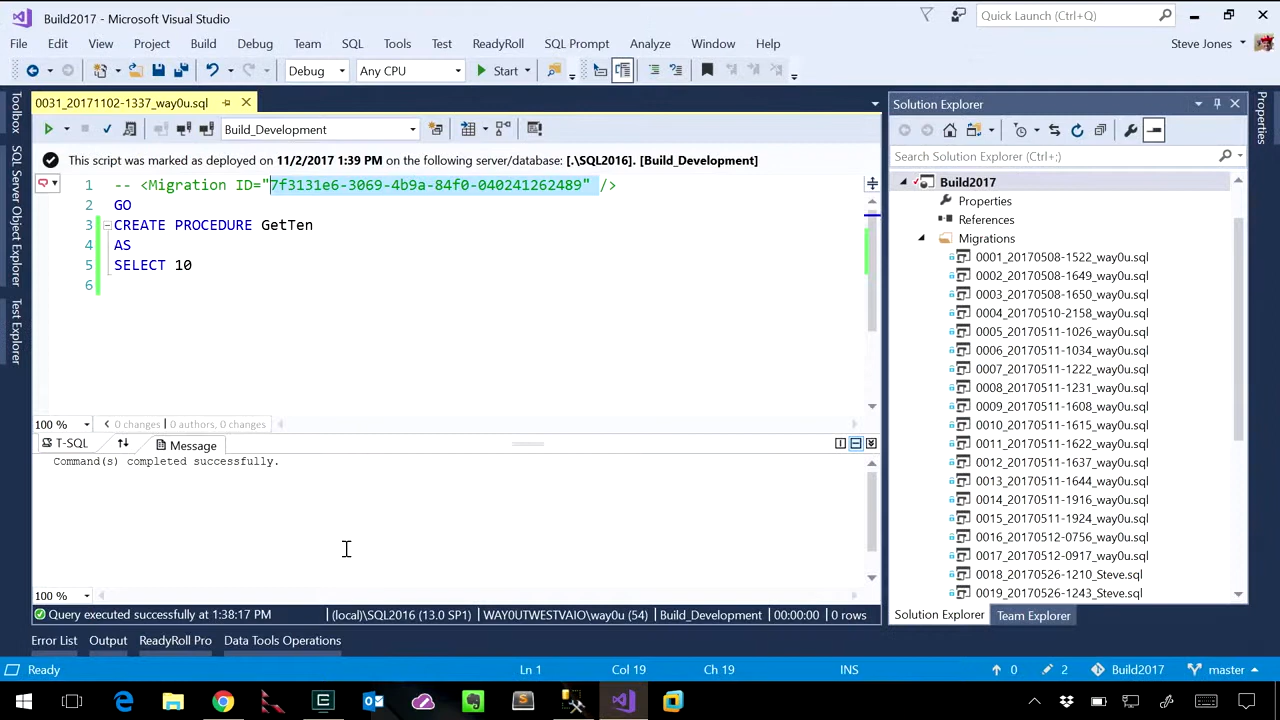 Build2017 - Microsoft Visual Studio
Quick Launch (Ctrl+Q)
File Edit View Project Build Debug Team SQL Tools Test ReadyRoll SQL Prompt Analyze Window Help
Steve Jones
Debug Any CPU Start
Toolbox
SQL Server Object Explorer
Test Explorer
0031_20171102-1337_way0u.sql
Build_Development
This script was marked as deployed on 11/2/2017 1:39 PM on the following server/database: [.\SQL2016]. [Build_Development]
1 -- <Migration ID="7f3131e6-3069-4b9a-84f0-040241262489" />
2 GO
3 CREATE PROCEDURE GetTen
4 AS
5 SELECT 10
6
100 % 0 changes | 0 authors, 0 changes
T-SQL Message
Command(s) completed successfully.
100 %
Query executed successfully at 1:38:17 PM (local)\SQL2016 (13.0 SP1) WAY0UTWESTVAIO\way0u (54) Build_Development 00:00:00 0 rows
Solution Explorer
Search Solution Explorer (Ctrl+;)
Build2017
Properties
References
Migrations
0001_20170508-1522_way0u.sql
0002_20170508-1649_way0u.sql
0003_20170508-1650_way0u.sql
0004_20170510-2158_way0u.sql
0005_20170511-1026_way0u.sql
0006_20170511-1034_way0u.sql
0007_20170511-1222_way0u.sql
0008_20170511-1231_way0u.sql
0009_20170511-1608_way0u.sql
0010_20170511-1615_way0u.sql
0011_20170511-1622_way0u.sql
0012_20170511-1637_way0u.sql
0013_20170511-1644_way0u.sql
0014_20170511-1916_way0u.sql
0015_20170511-1924_way0u.sql
0016_20170512-0756_way0u.sql
0017_20170512-0917_way0u.sql
0018_20170526-1210_Steve.sql
0019_20170526-1243_Steve.sql
Solution Explorer Team Explorer
Properties
Error List Output ReadyRoll Pro Data Tools Operations
Ready Ln 1 Col 19 Ch 19 INS 0 2 Build2017 master